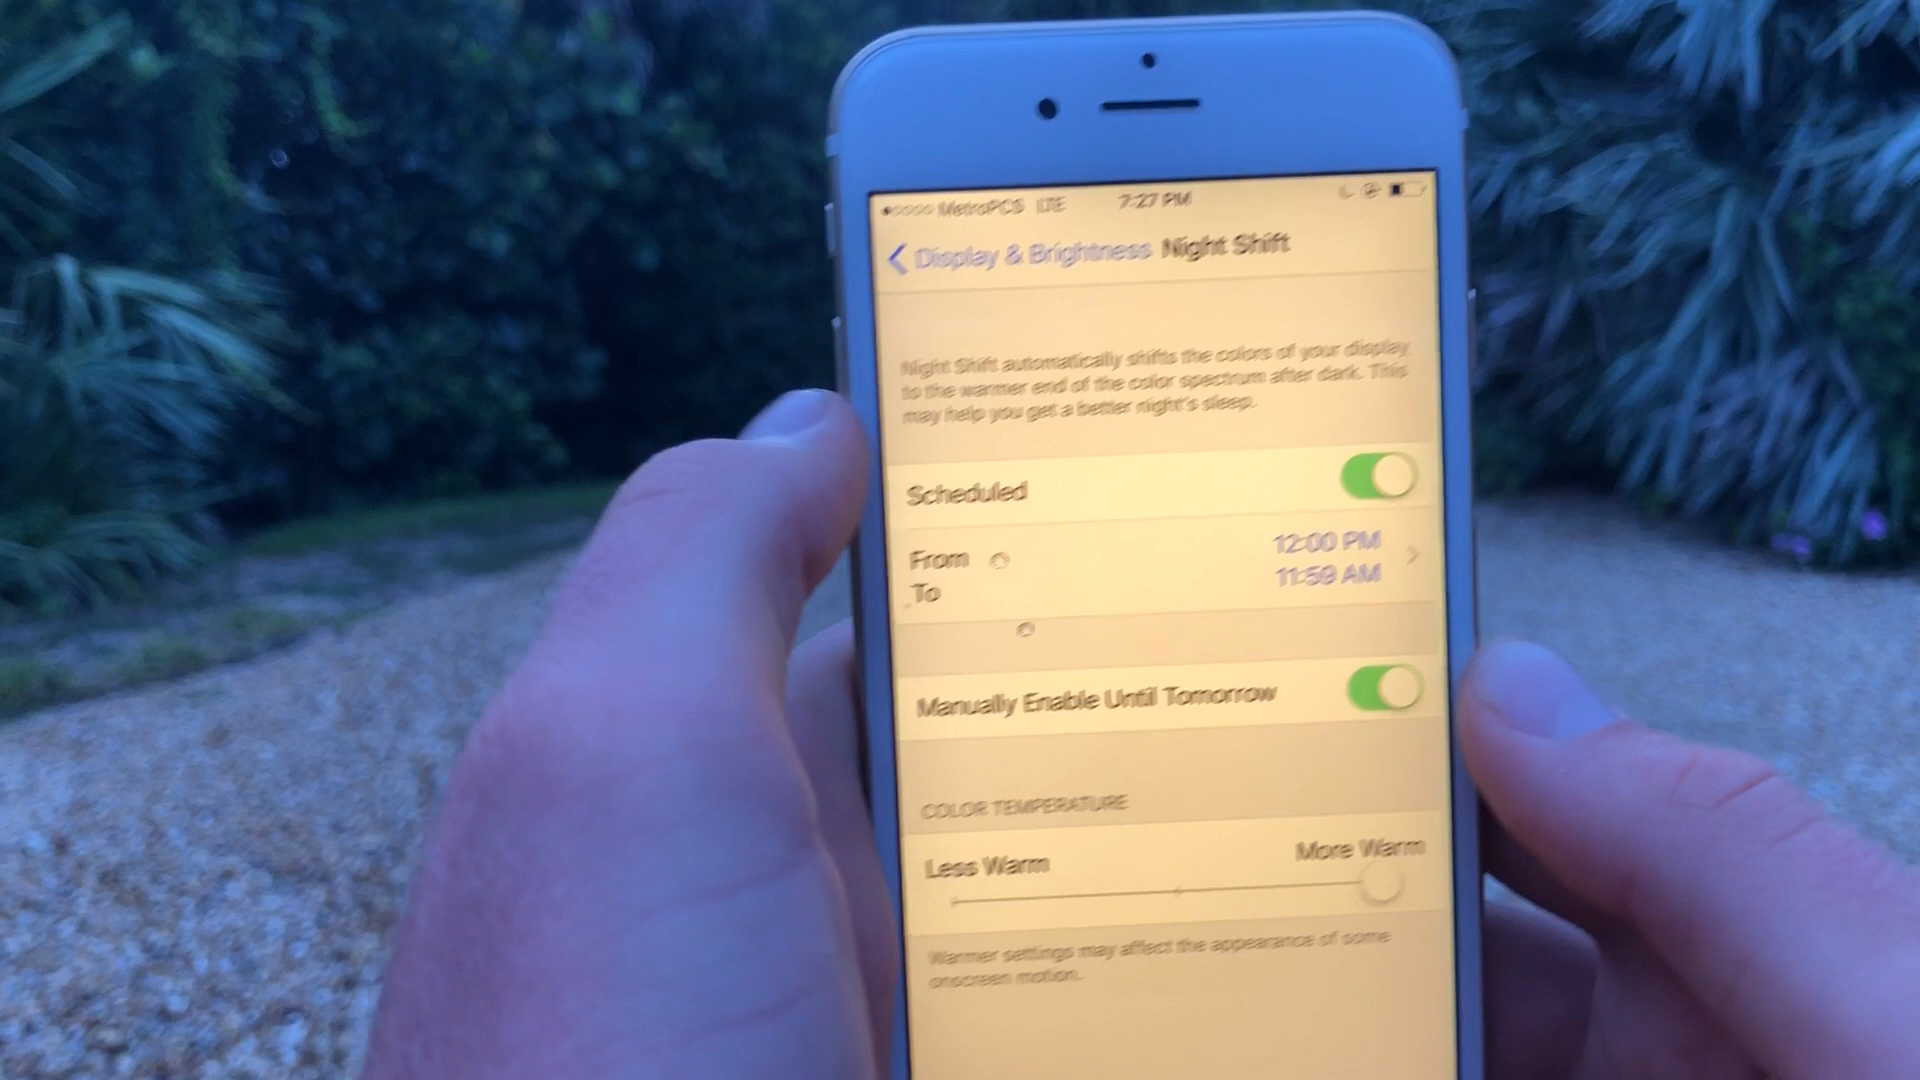 MetroPCS LTE 7:27 PM
Display & Brightness Night Shift
Night Shift automatically shifts the colors of your display
to the warmer end of the color spectrum after dark. This
may help you get a better night's sleep.
Scheduled
From 12:00 PM
To 11:59 AM
Manually Enable Until Tomorrow
COLOR TEMPERATURE
Less Warm More Warm
Warmer settings may affect the appearance of some
onscreen motion.